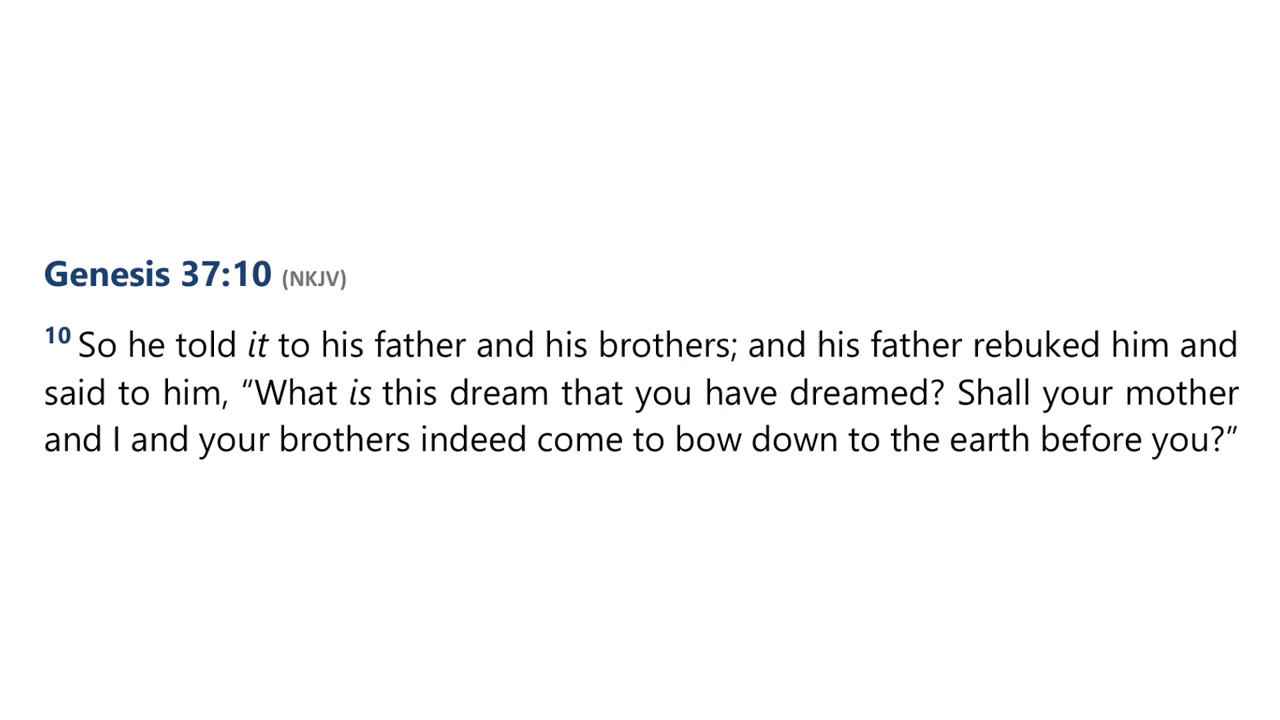 Genesis 37:10 (NKJV)
10 So he told it to his father and his brothers; and his father rebuked him and
said to him, “What is this dream that you have dreamed? Shall your mother
and I and your brothers indeed come to bow down to the earth before you?”